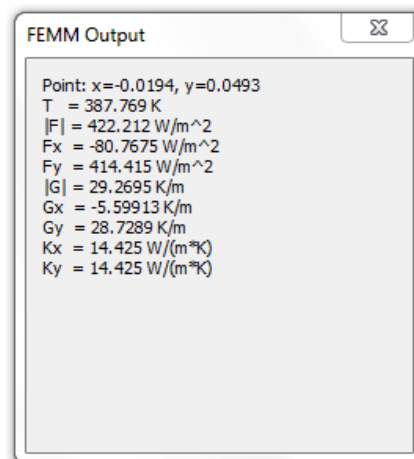 FEMM Output
Point: x=-0.0194, y=0.0493
T = 387.769 K
|F| = 422.212 W/m^2
Fx = -80.7675 W/m^2
Fy = 414.415 W/m^2
|G| = 29.2695 K/m
Gx = -5.59913 K/m
Gy = 28.7289 K/m
Kx = 14.425 W/(m*K)
Ky = 14.425 W/(m*K)